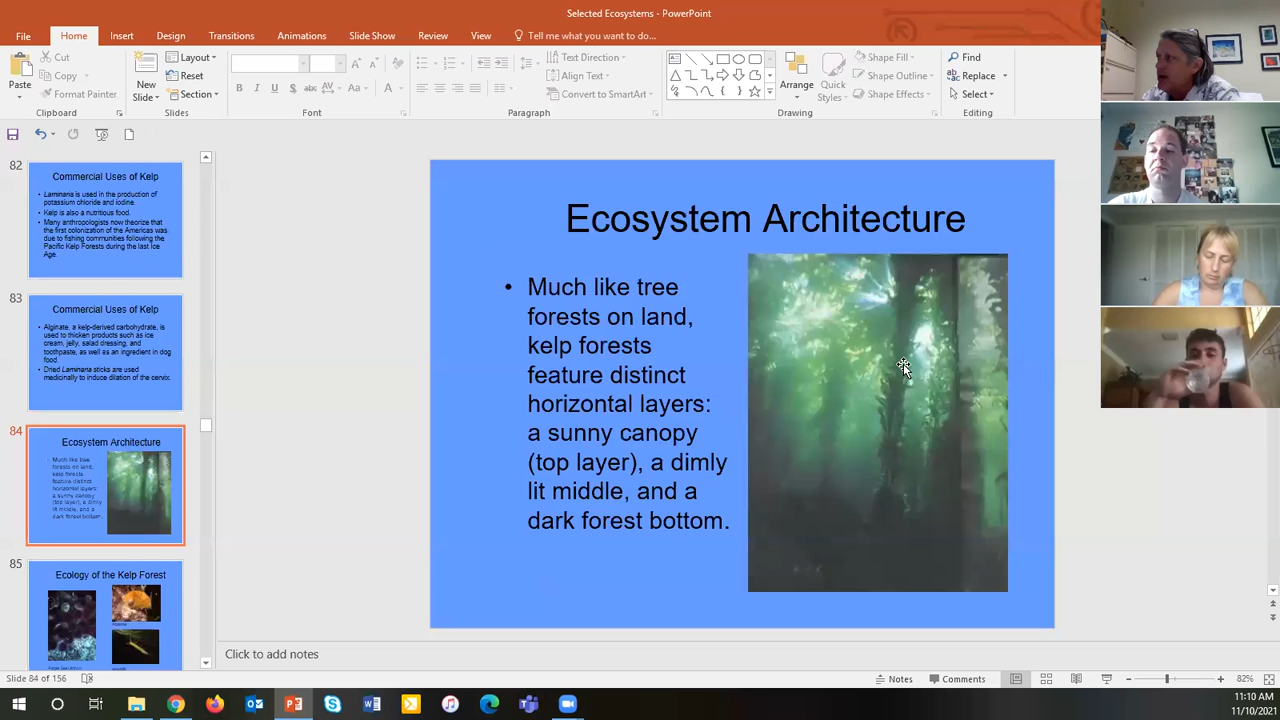 Selected Ecosystems - PowerPoint
File Home Insert Design Transitions Animations Slide Show Review View Tell me what you want to do...
Cut
Copy
Format Painter
Paste
Clipboard
New
Slide
Layout
Reset
Section
Slides
B I U S abc AV Aa A
Font
Text Direction
Align Text
Convert to SmartArt
Paragraph
Arrange
Quick
Styles
Shape Fill
Shape Outline
Shape Effects
Drawing
Find
Replace
Select
Editing
82
Commercial Uses of Kelp
• Laminaria is used in the production of
potassium chloride and iodine.
• Kelp is also a nutritious food.
• Many anthropologists now theorize that
the first colonization of the Americas was
due to fishing communities following the
Pacific Kelp Forests during the last Ice
Age.
83
Commercial Uses of Kelp
• Alginate, a kelp-derived carbohydrate, is
used to thicken products such as ice
cream, jelly, salad dressing, and
toothpaste, as well as an ingredient in dog
food.
• Dried Laminaria sticks are used
medicinally to induce dilation of the cervix.
84
Ecosystem Architecture
• Much like tree
forests on land,
kelp forests
feature distinct
horizontal layers:
a sunny canopy
(top layer), a dimly
lit middle, and a
dark forest bottom.
85
Ecology of the Kelp Forest
Ecosystem Architecture
• Much like tree
forests on land,
kelp forests
feature distinct
horizontal layers:
a sunny canopy
(top layer), a dimly
lit middle, and a
dark forest bottom.
Click to add notes
Slide 84 of 156
Notes
Comments
82%
11:10 AM
11/10/2021